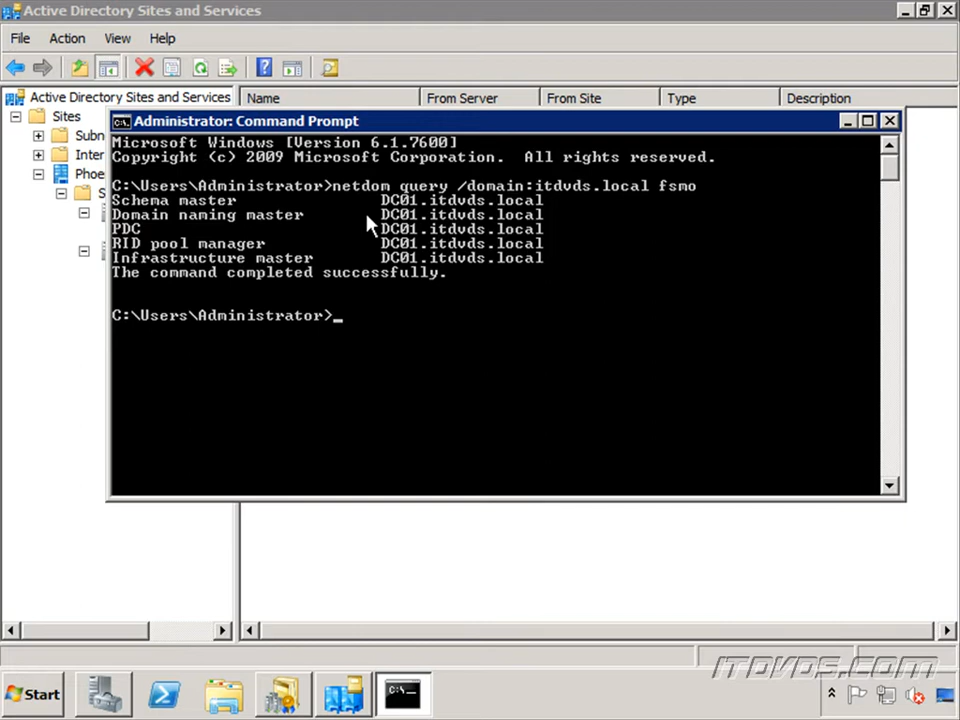 Active Directory Sites and Services
File Action View Help
Active Directory Sites and Services
Name From Server From Site Type Description
Sites
Subn
Inter
Phoe
S
Administrator: Command Prompt
Microsoft Windows [Version 6.1.7600]
Copyright (c) 2009 Microsoft Corporation. All rights reserved.
C:\Users\Administrator>netdom query /domain:itdvds.local fsmo
Schema master DC01.itdvds.local
Domain naming master DC01.itdvds.local
PDC DC01.itdvds.local
RID pool manager DC01.itdvds.local
Infrastructure master DC01.itdvds.local
The command completed successfully.
C:\Users\Administrator>_
ITDVDS.COM
Start